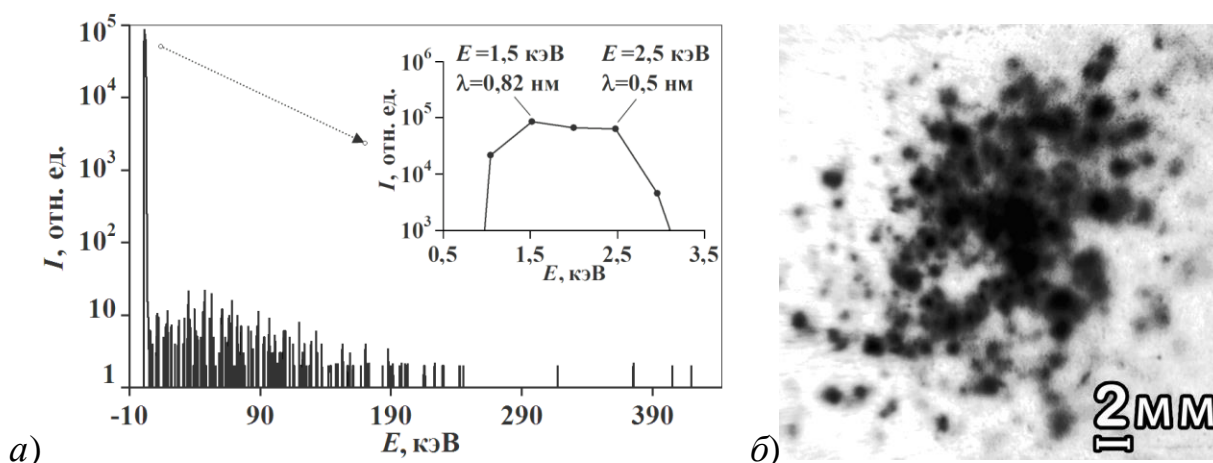 10⁵
10⁴
10³
10²
10
1
I, отн. ед.
-10 90 190 290 390
E, кэВ
E=1,5 кэВ E=2,5 кэВ
λ=0,82 нм λ=0,5 нм
10⁶
10⁵
10⁴
10³
I, отн. ед.
0,5 1,5 2,5 3,5
E, кэВ
2 мм
а) б)